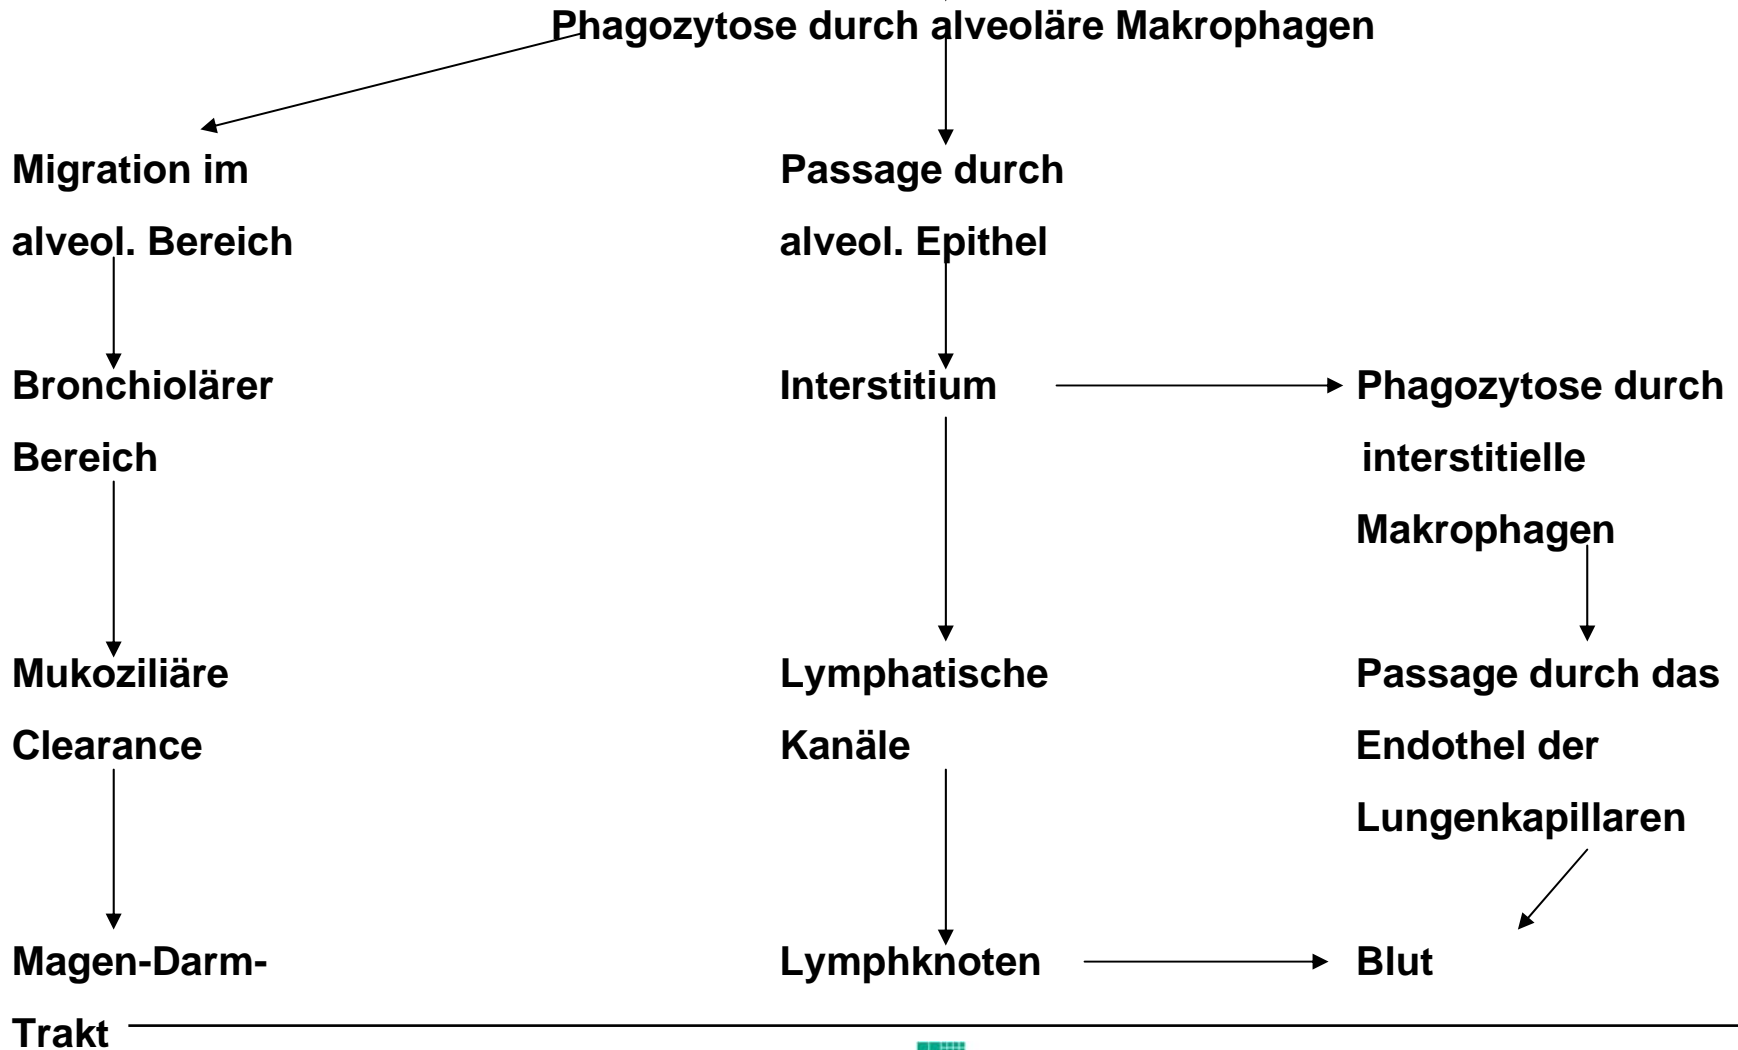 Phagozytose durch alveoläre Makrophagen
Migration im
alveol. Bereich
Passage durch
alveol. Epithel
Bronchiolärer
Bereich
Interstitium
Phagozytose durch
interstitielle
Makrophagen
Mukoziliäre
Clearance
Lymphatische
Kanäle
Passage durch das
Endothel der
Lungenkapillaren
Magen-Darm-
Trakt
Lymphknoten
Blut